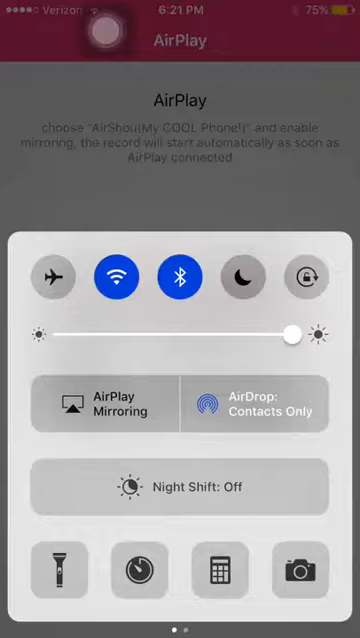 Verizon 6:21 PM 75%
AirPlay
AirPlay
choose "AirShou(My COOL Phone!)" and enable
mirroring, the record will start automatically as soon as
AirPlay connected
AirPlay
Mirroring
AirDrop:
Contacts Only
Night Shift: Off